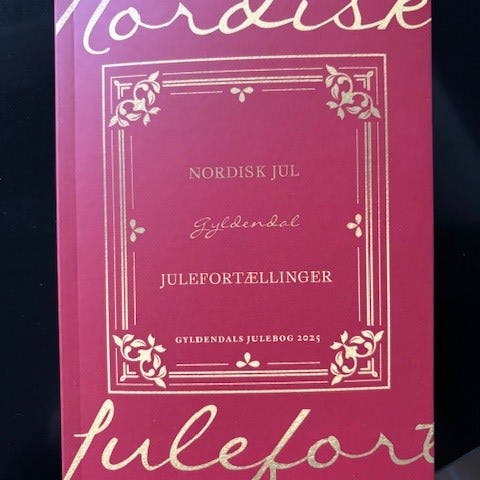 Nordisk
NORDISK JUL
Gyldendal
JULEFORTÆLLINGER
GYLDENDALS JULEBOG 2025
Julefort